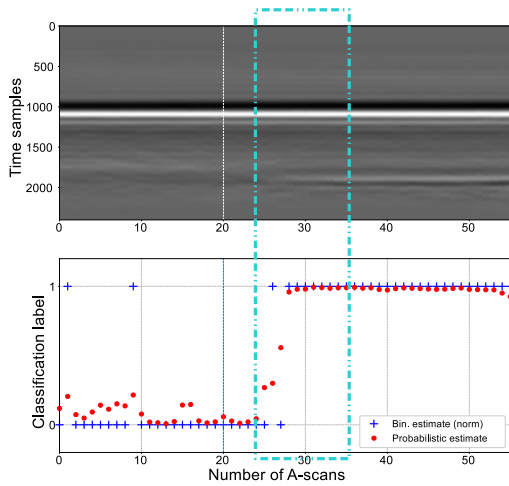 0
500
1000
1500
2000
Time samples
0 10 20 30 40 50
1
0
Classification label
Bin. estimate (norm)
Probabilistic estimate
0 10 20 30 40 50
Number of A-scans